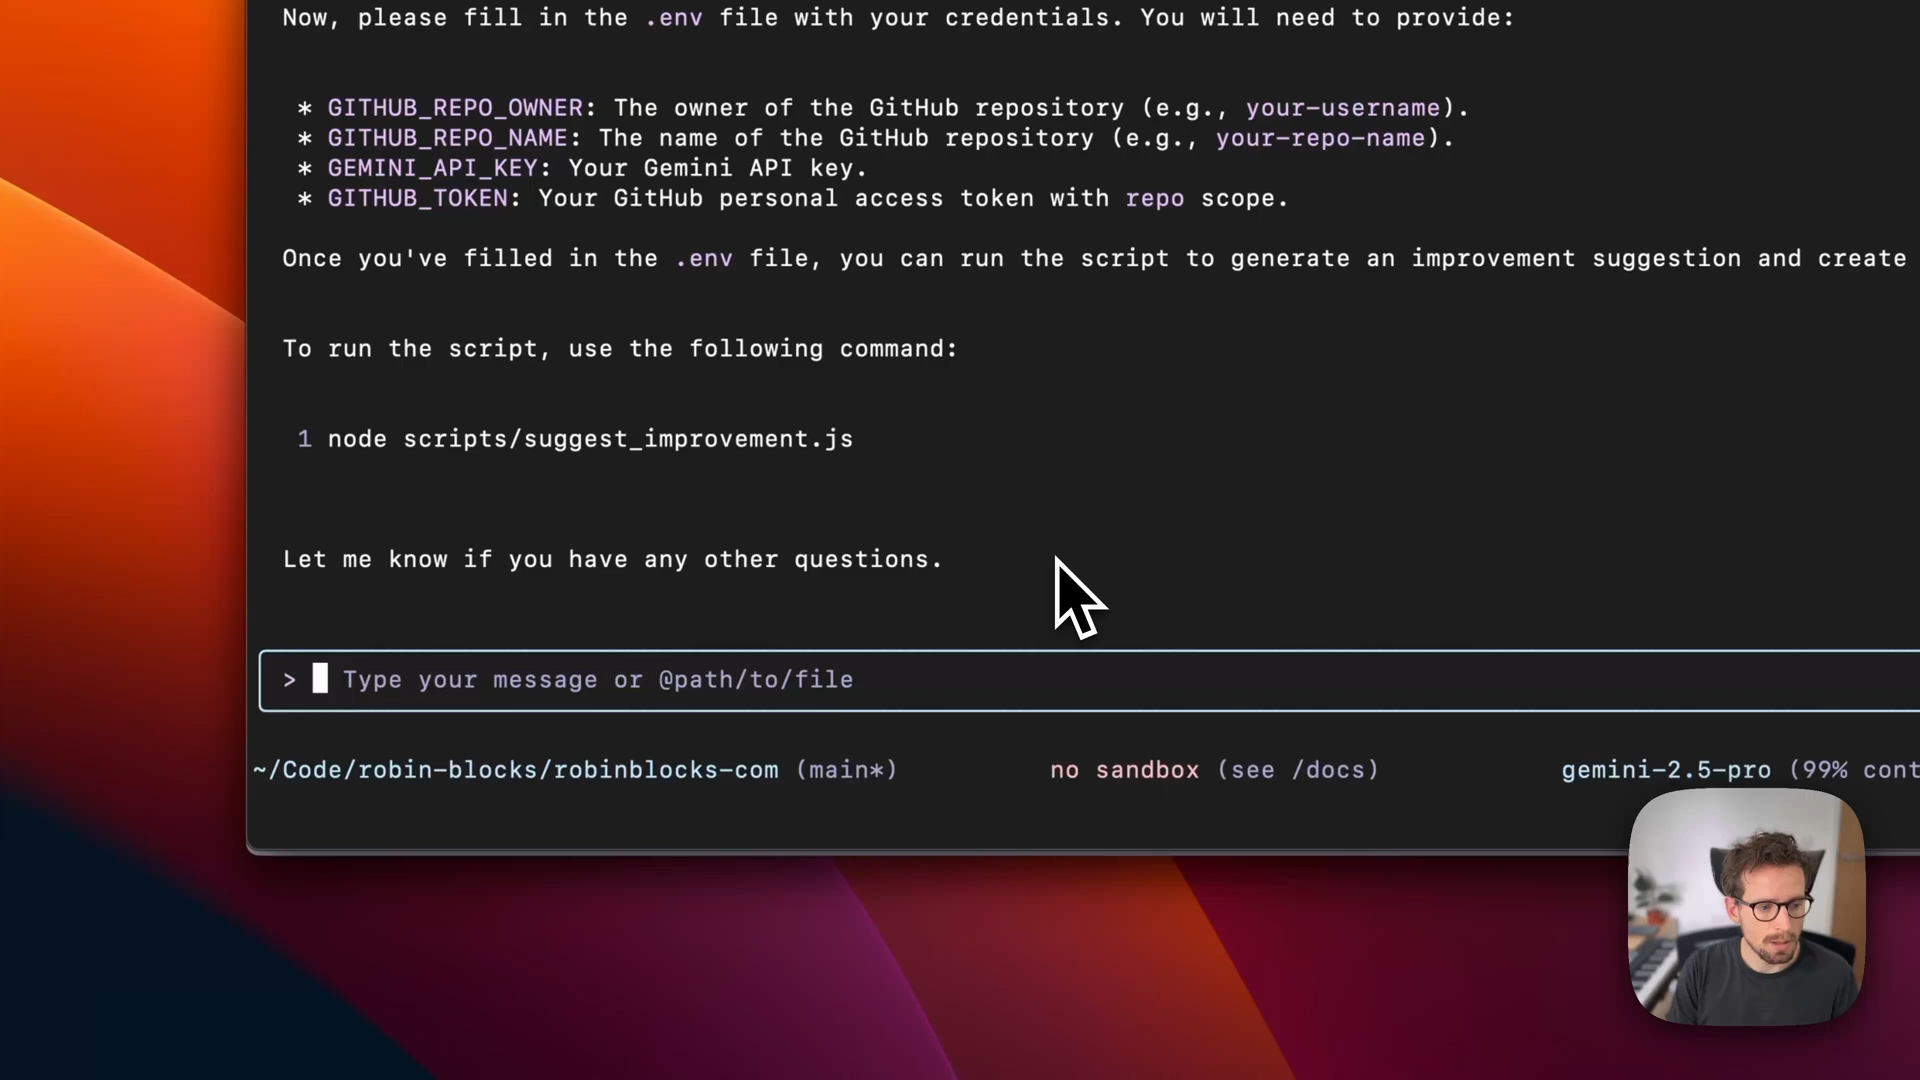 Now, please fill in the .env file with your credentials. You will need to provide:
* GITHUB_REPO_OWNER: The owner of the GitHub repository (e.g., your-username).
* GITHUB_REPO_NAME: The name of the GitHub repository (e.g., your-repo-name).
* GEMINI_API_KEY: Your Gemini API key.
* GITHUB_TOKEN: Your GitHub personal access token with repo scope.
Once you've filled in the .env file, you can run the script to generate an improvement suggestion and create
To run the script, use the following command:
1 node scripts/suggest_improvement.js
Let me know if you have any other questions.
> Type your message or @path/to/file
~/Code/robin-blocks/robinblocks-com (main*) no sandbox (see /docs) gemini-2.5-pro (99% cont